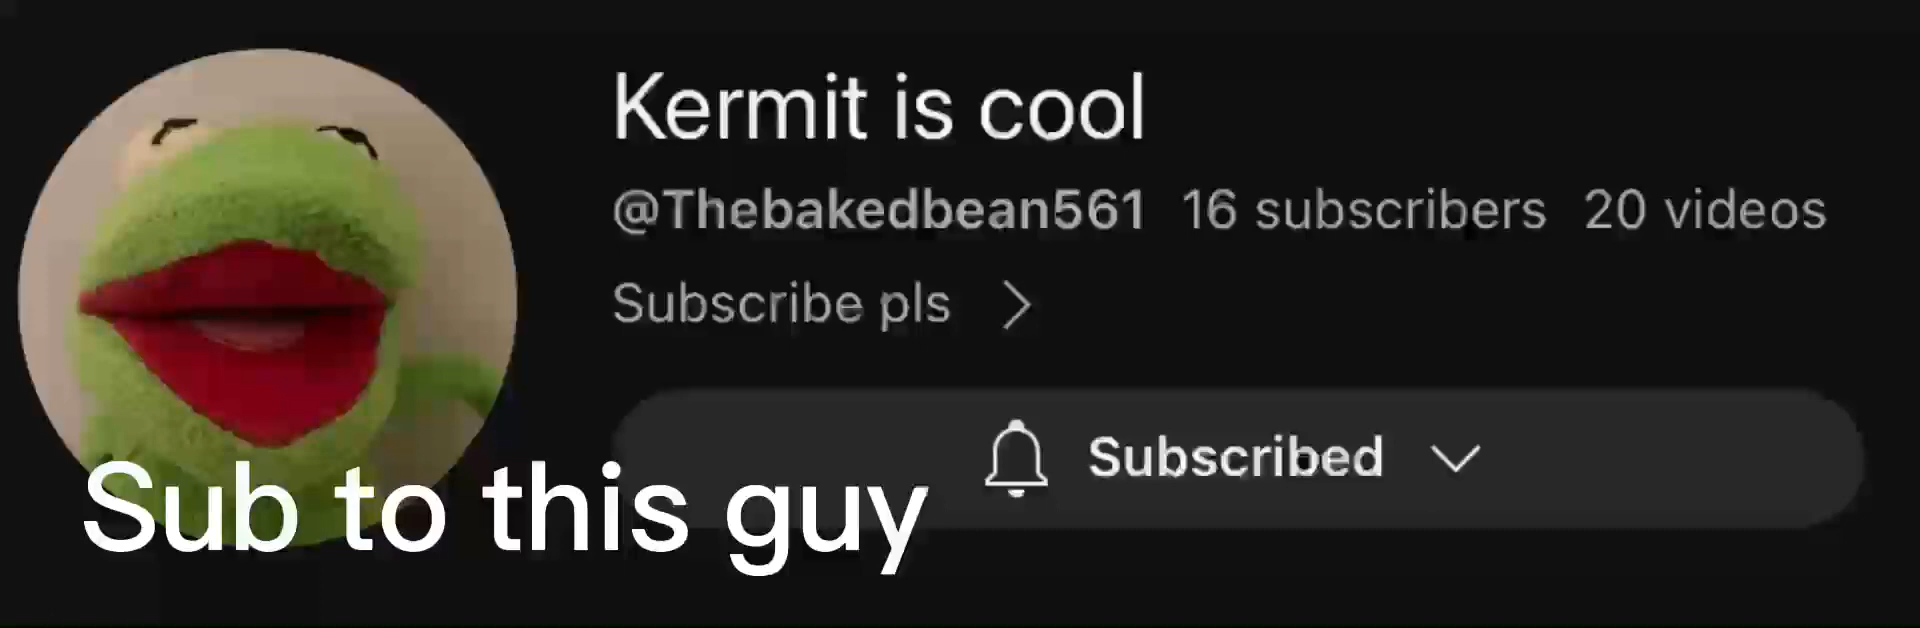 Kermit is cool
@Thebakedbean561 16 subscribers 20 videos
Subscribe pls
Subscribed
Sub to this guy